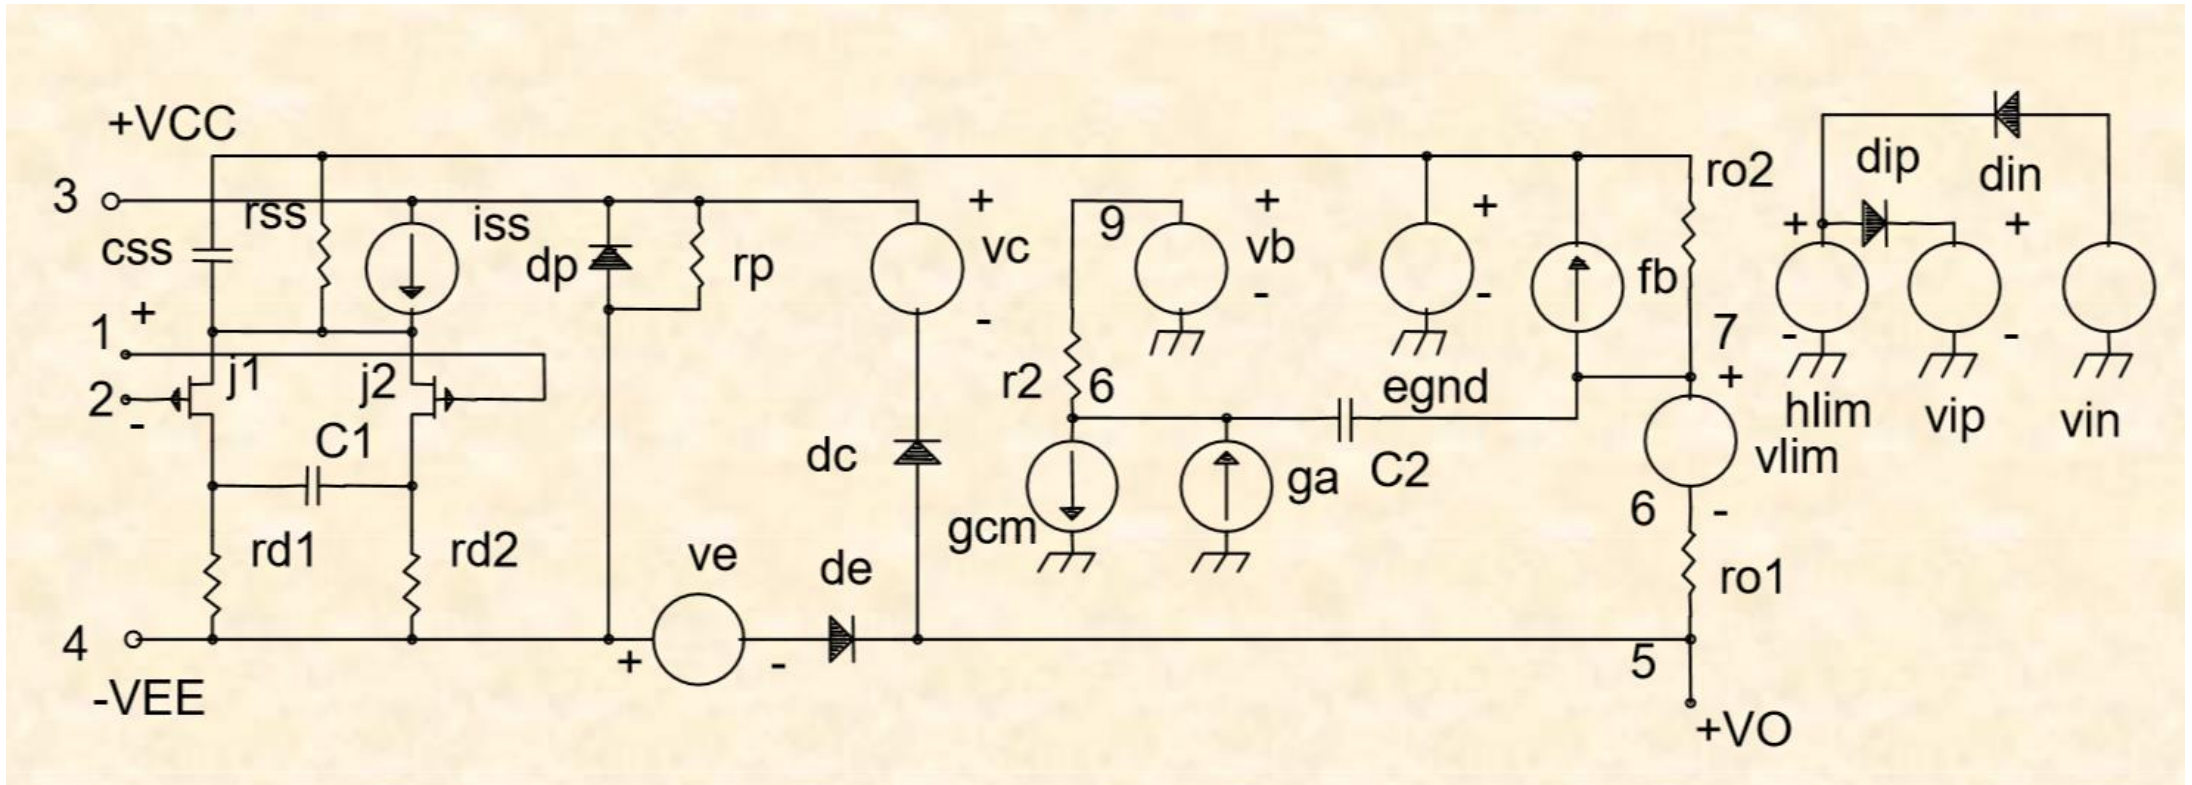 +VCC
3
rss
css
iss
dp
rp
+
vc
-
9
+
vb
-
+
-
fb
ro2
dip
din
+
+
-
-
hlim
vip
vin
1
+
2
-
j1
j2
C1
rd1
rd2
4
-VEE
ve
+
-
de
dc
r2
6
gcm
ga
C2
egnd
7
+
vlim
6
-
ro1
5
+VO